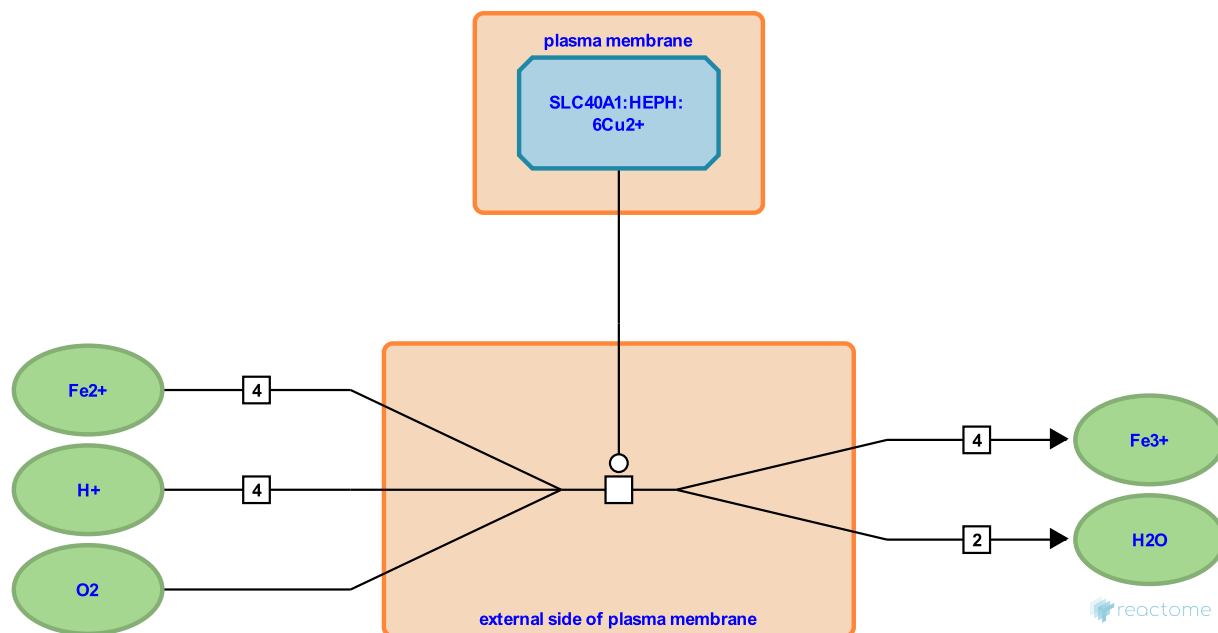 plasma membrane
SLC40A1:HEPH:
6Cu2+
Fe2+
4
4
Fe3+
H+
4
2
H2O
O2
external side of plasma membrane
reactome